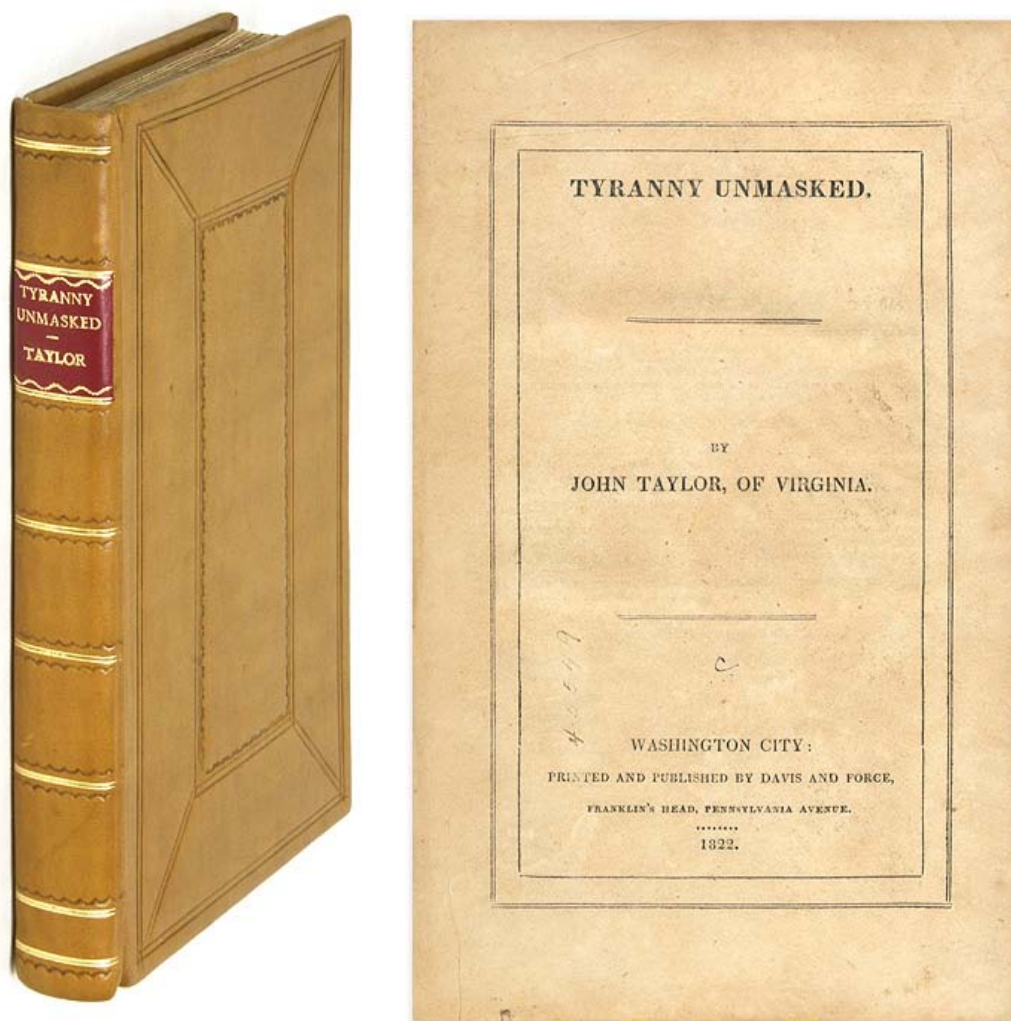 TYRANNY
UNMASKED
TAYLOR
TYRANNY UNMASKED.
BY
JOHN TAYLOR, OF VIRGINIA.
C
WASHINGTON CITY:
PRINTED AND PUBLISHED BY DAVIS AND FORCE,
FRANKLIN'S HEAD, PENNSYLVANIA AVENUE.
1822.